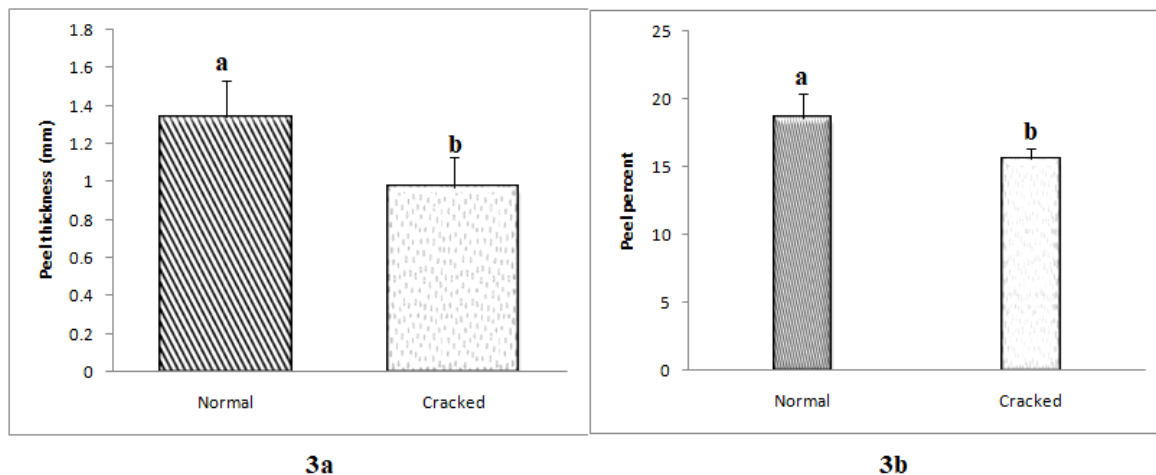 Peel thickness (mm)
1.8
1.6
1.4
1.2
1
0.8
0.6
0.4
0.2
0
a
b
Normal Cracked
3a
Peel percent
25
20
15
10
5
0
a
b
Normal Cracked
3b